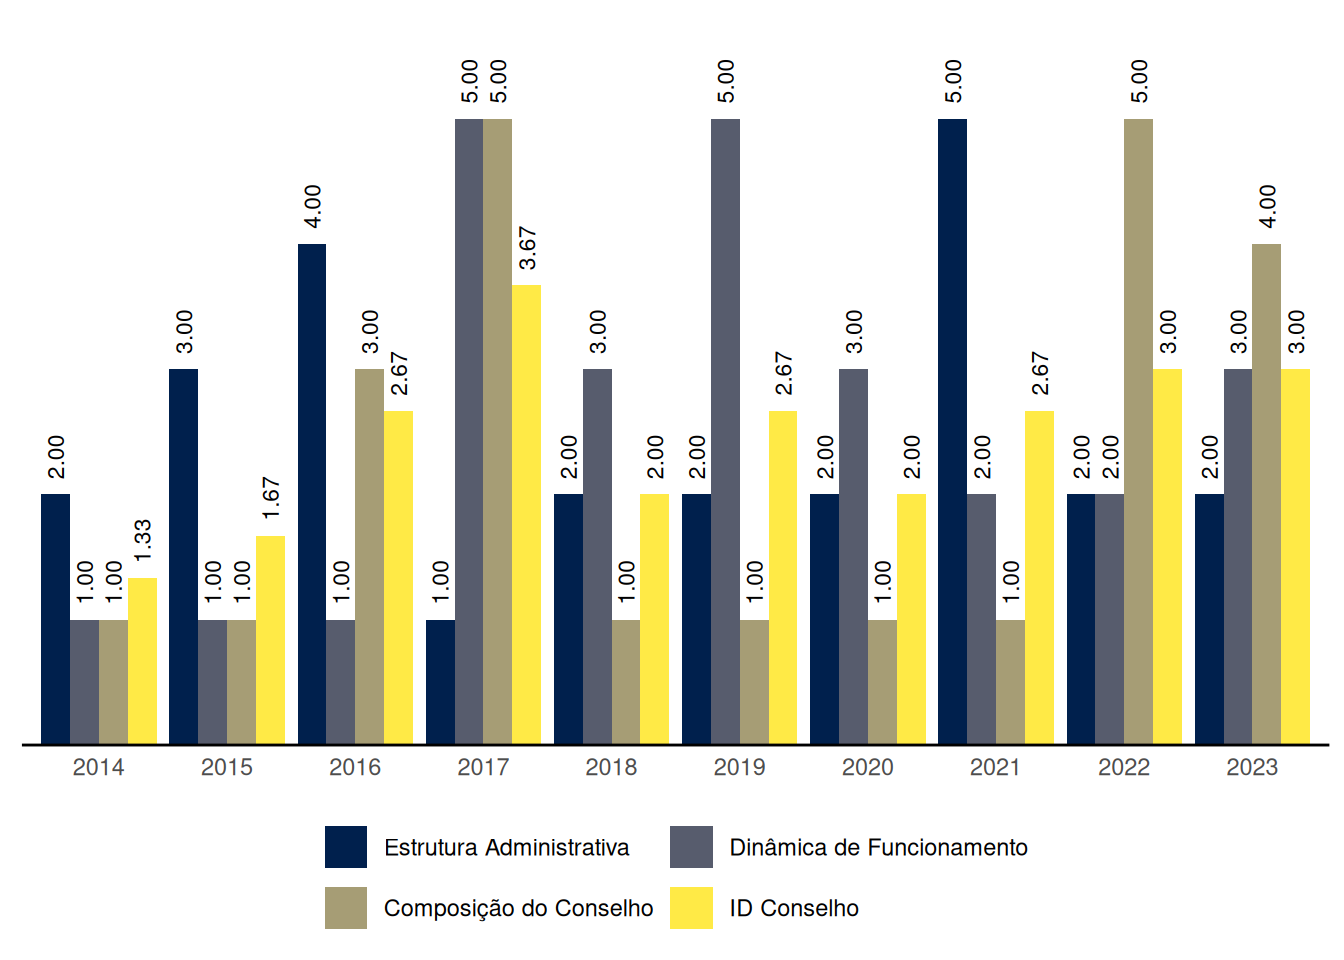 2.00 1.00 1.00 1.33 3.00 1.00 1.00 1.67 4.00 1.00 3.00 2.67 1.00 5.00 5.00 3.67 2.00 3.00 1.00 2.00 2.00 5.00 1.00 2.67 2.00 3.00 1.00 2.00 5.00 2.00 1.00 2.67 2.00 2.00 5.00 3.00 2.00 3.00 4.00 3.00
2014 2015 2016 2017 2018 2019 2020 2021 2022 2023
Estrutura Administrativa Dinâmica de Funcionamento
Composição do Conselho ID Conselho